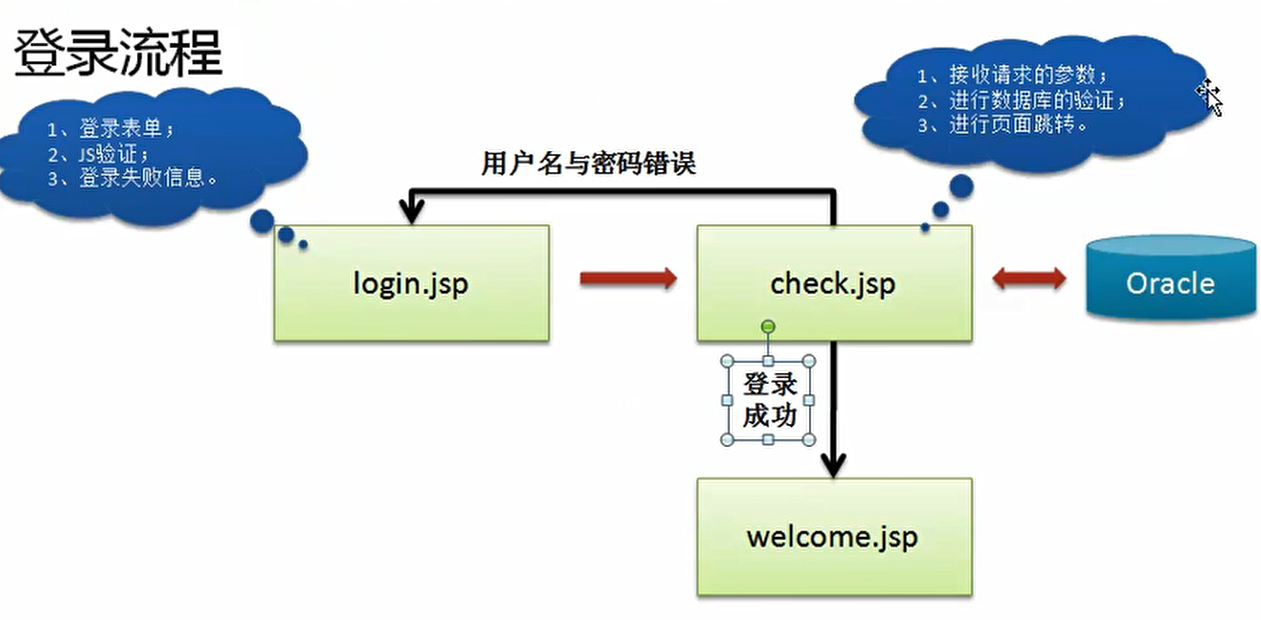 登录流程
1、登录表单；
2、JS验证；
3、登录失败信息。
1、接收请求的参数；
2、进行数据库的验证；
3、进行页面跳转。
用户名与密码错误
login.jsp
check.jsp
Oracle
登录
成功
welcome.jsp